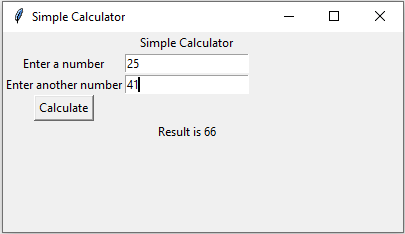 Simple Calculator
Simple Calculator
Enter a number 25
Enter another number 41
Calculate
Result is 66